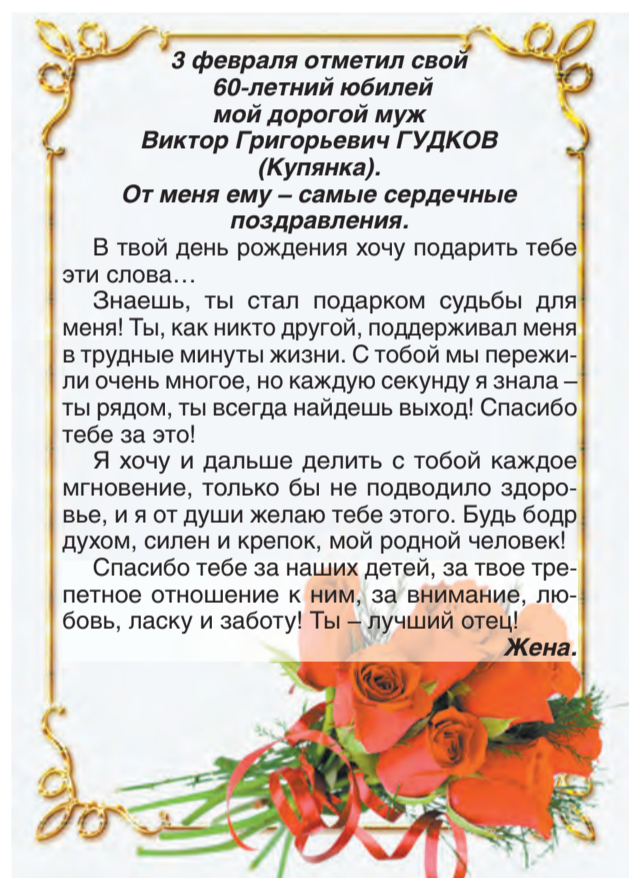 3 февраля отметил свой
60-летний юбилей
мой дорогой муж
Виктор Григорьевич ГУДКОВ
(Купянка).
От меня ему – самые сердечные
поздравления.
В твой день рождения хочу подарить тебе
эти слова…
Знаешь, ты стал подарком судьбы для
меня! Ты, как никто другой, поддерживал меня
в трудные минуты жизни. С тобой мы пережи-
ли очень многое, но каждую секунду я знала –
ты рядом, ты всегда найдешь выход! Спасибо
тебе за это!
Я хочу и дальше делить с тобой каждое
мгновение, только бы не подводило здоро-
вье, и я от души желаю тебе этого. Будь бодр
духом, силен и крепок, мой родной человек!
Спасибо тебе за наших детей, за твое тре-
петное отношение к ним, за внимание, лю-
бовь, ласку и заботу! Ты – лучший отец!
Жена.